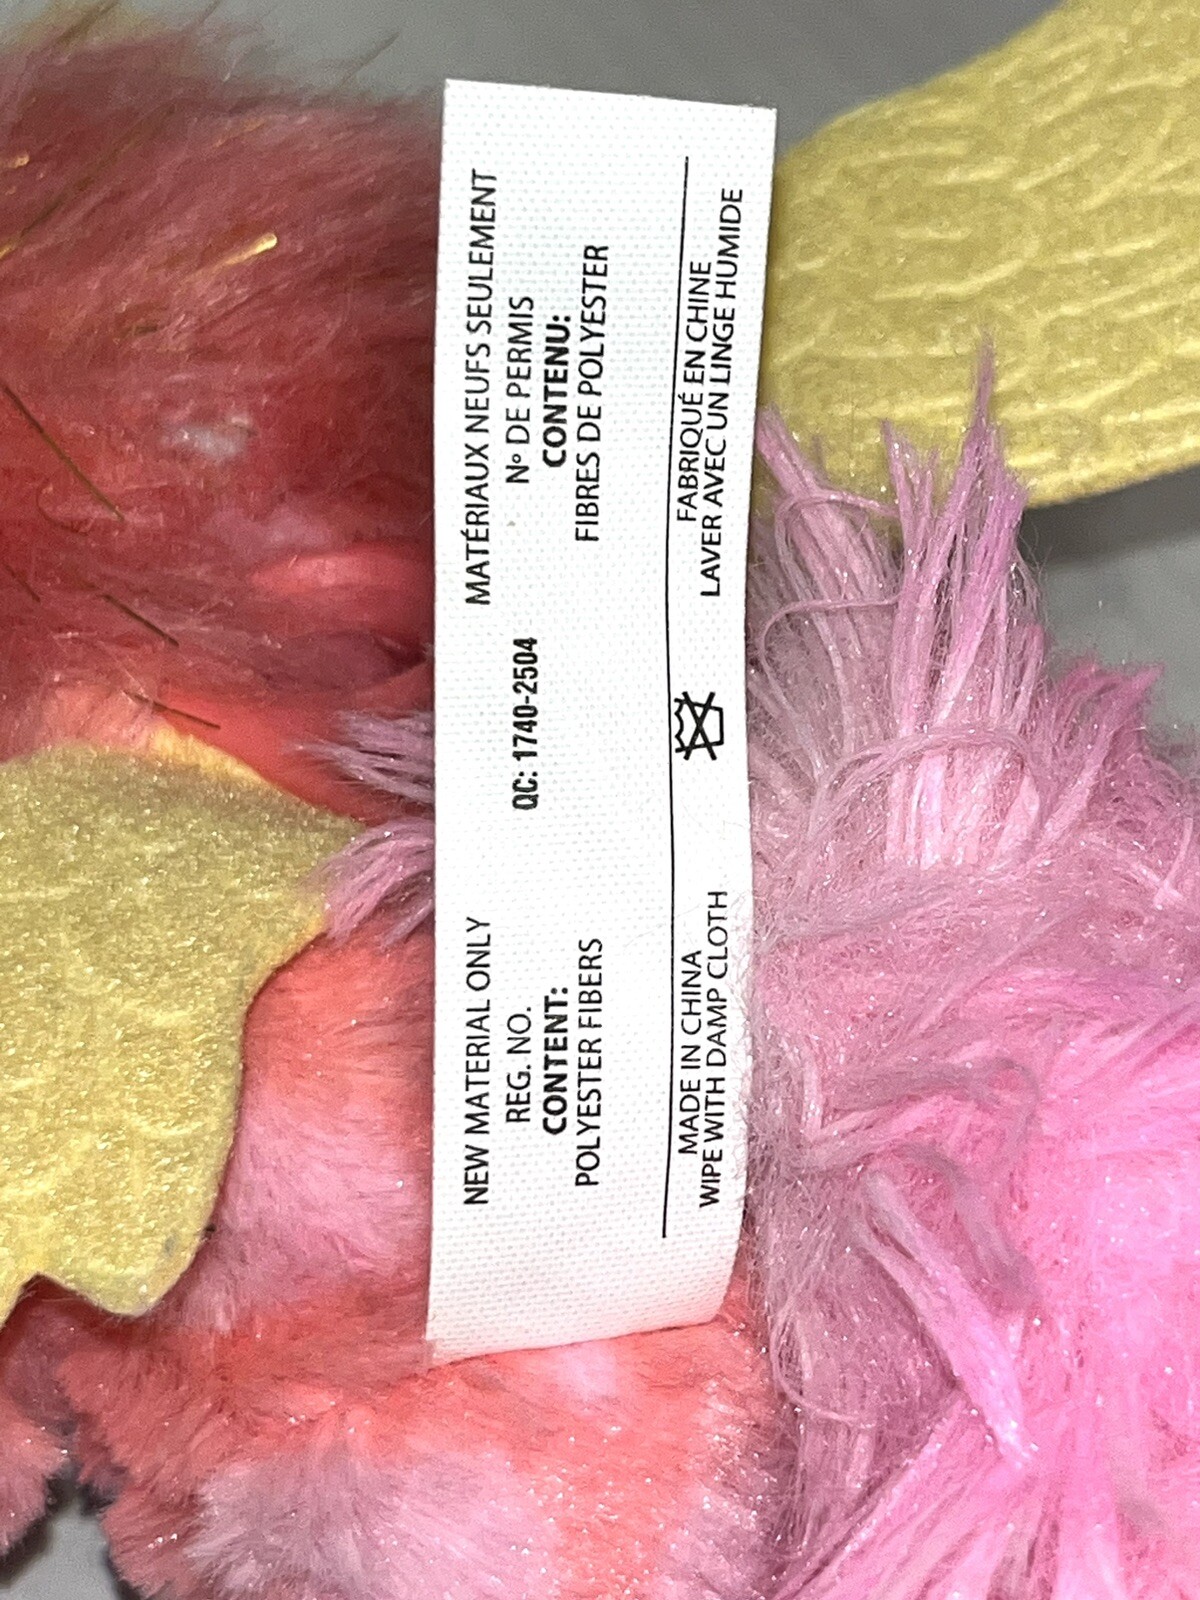 NEW MATERIAL ONLY
REG. NO.
CONTENT:
POLYESTER FIBERS
QC: 1740-2504
MATÉRIAUX NEUFS SEULEMENT
Nº DE PERMIS
CONTENU:
FIBRES DE POLYESTER
MADE IN CHINA
WIPE WITH DAMP CLOTH
FABRIQUÉ EN CHINE
LAVER AVEC UN LINGE HUMIDE